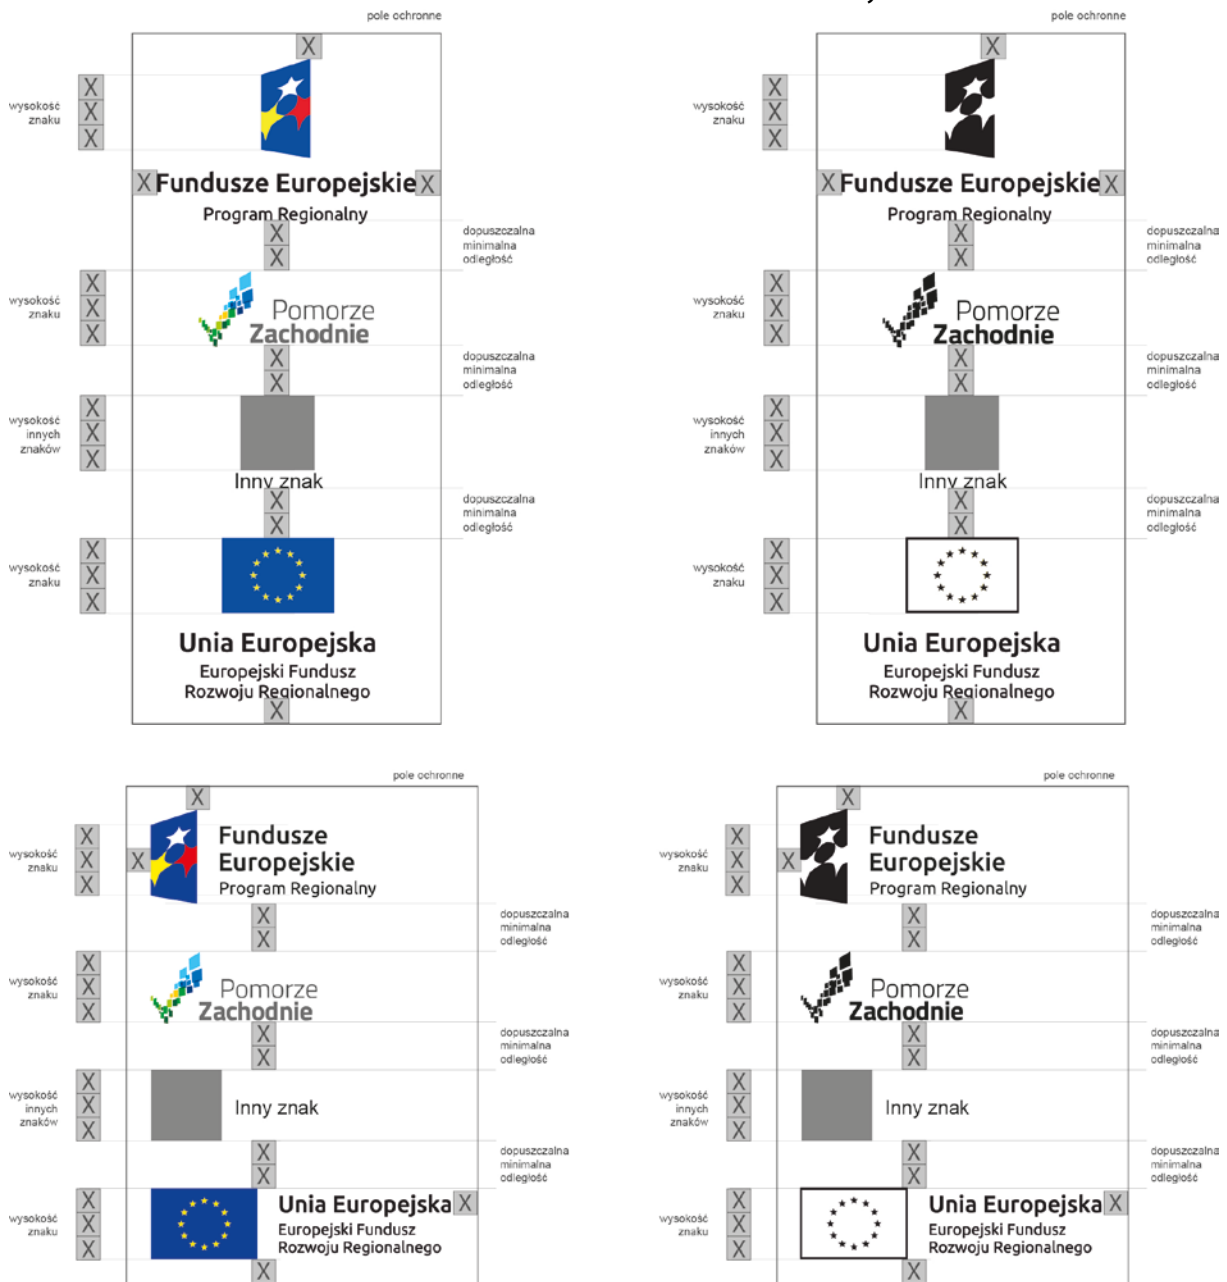 pole ochronne
X
X
X
X
wysokość
znaku
X Fundusze Europejskie X
Program Regionalny
X
X
dopuszczalna
minimalna
odległość
X
X
X
wysokość
znaku
Pomorze
Zachodnie
X
X
dopuszczalna
minimalna
odległość
X
X
X
wysokość
innych
znaków
Inny znak
X
X
dopuszczalna
minimalna
odległość
X
X
X
wysokość
znaku
Unia Europejska
Europejski Fundusz
Rozwoju Regionalnego
X
pole ochronne
X
X
X
X
wysokość
znaku
X Fundusze Europejskie X
Program Regionalny
X
X
dopuszczalna
minimalna
odległość
X
X
X
wysokość
znaku
Pomorze
Zachodnie
X
X
dopuszczalna
minimalna
odległość
X
X
X
wysokość
innych
znaków
Inny znak
X
X
dopuszczalna
minimalna
odległość
X
X
X
wysokość
znaku
Unia Europejska
Europejski Fundusz
Rozwoju Regionalnego
X
pole ochronne
X
X
X
X
wysokość
znaku
X
Fundusze
Europejskie
Program Regionalny
X
X
dopuszczalna
minimalna
odległość
X
X
X
wysokość
znaku
Pomorze
Zachodnie
X
X
dopuszczalna
minimalna
odległość
X
X
X
wysokość
innych
znaków
Inny znak
X
X
dopuszczalna
minimalna
odległość
X
X
X
wysokość
znaku
Unia Europejska X
Europejski Fundusz
Rozwoju Regionalnego
X
pole ochronne
X
X
X
X
wysokość
znaku
X
Fundusze
Europejskie
Program Regionalny
X
X
dopuszczalna
minimalna
odległość
X
X
X
wysokość
znaku
Pomorze
Zachodnie
X
X
dopuszczalna
minimalna
odległość
X
X
X
wysokość
innych
znaków
Inny znak
X
X
dopuszczalna
minimalna
odległość
X
X
X
wysokość
znaku
Unia Europejska X
Europejski Fundusz
Rozwoju Regionalnego
X